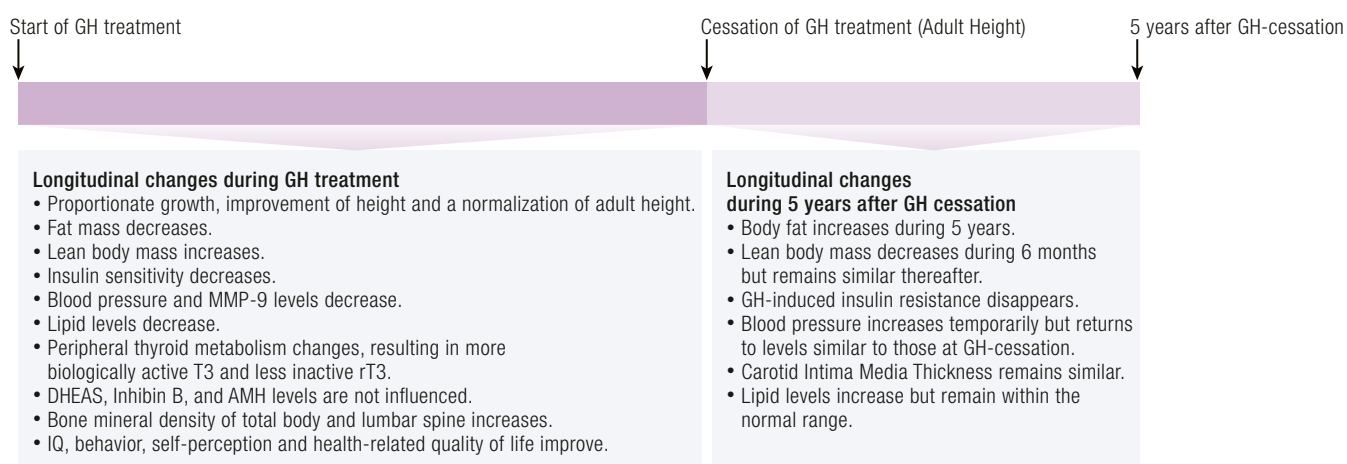 Start of GH treatment
Cessation of GH treatment (Adult Height)
5 years after GH-cessation
Longitudinal changes during GH treatment
• Proportionate growth, improvement of height and a normalization of adult height.
• Fat mass decreases.
• Lean body mass increases.
• Insulin sensitivity decreases.
• Blood pressure and MMP-9 levels decrease.
• Lipid levels decrease.
• Peripheral thyroid metabolism changes, resulting in more
biologically active T3 and less inactive rT3.
• DHEAS, Inhibin B, and AMH levels are not influenced.
• Bone mineral density of total body and lumbar spine increases.
• IQ, behavior, self-perception and health-related quality of life improve.
Longitudinal changes
during 5 years after GH cessation
• Body fat increases during 5 years.
• Lean body mass decreases during 6 months
but remains similar thereafter.
• GH-induced insulin resistance disappears.
• Blood pressure increases temporarily but returns
to levels similar to those at GH-cessation.
• Carotid Intima Media Thickness remains similar.
• Lipid levels increase but remain within the
normal range.